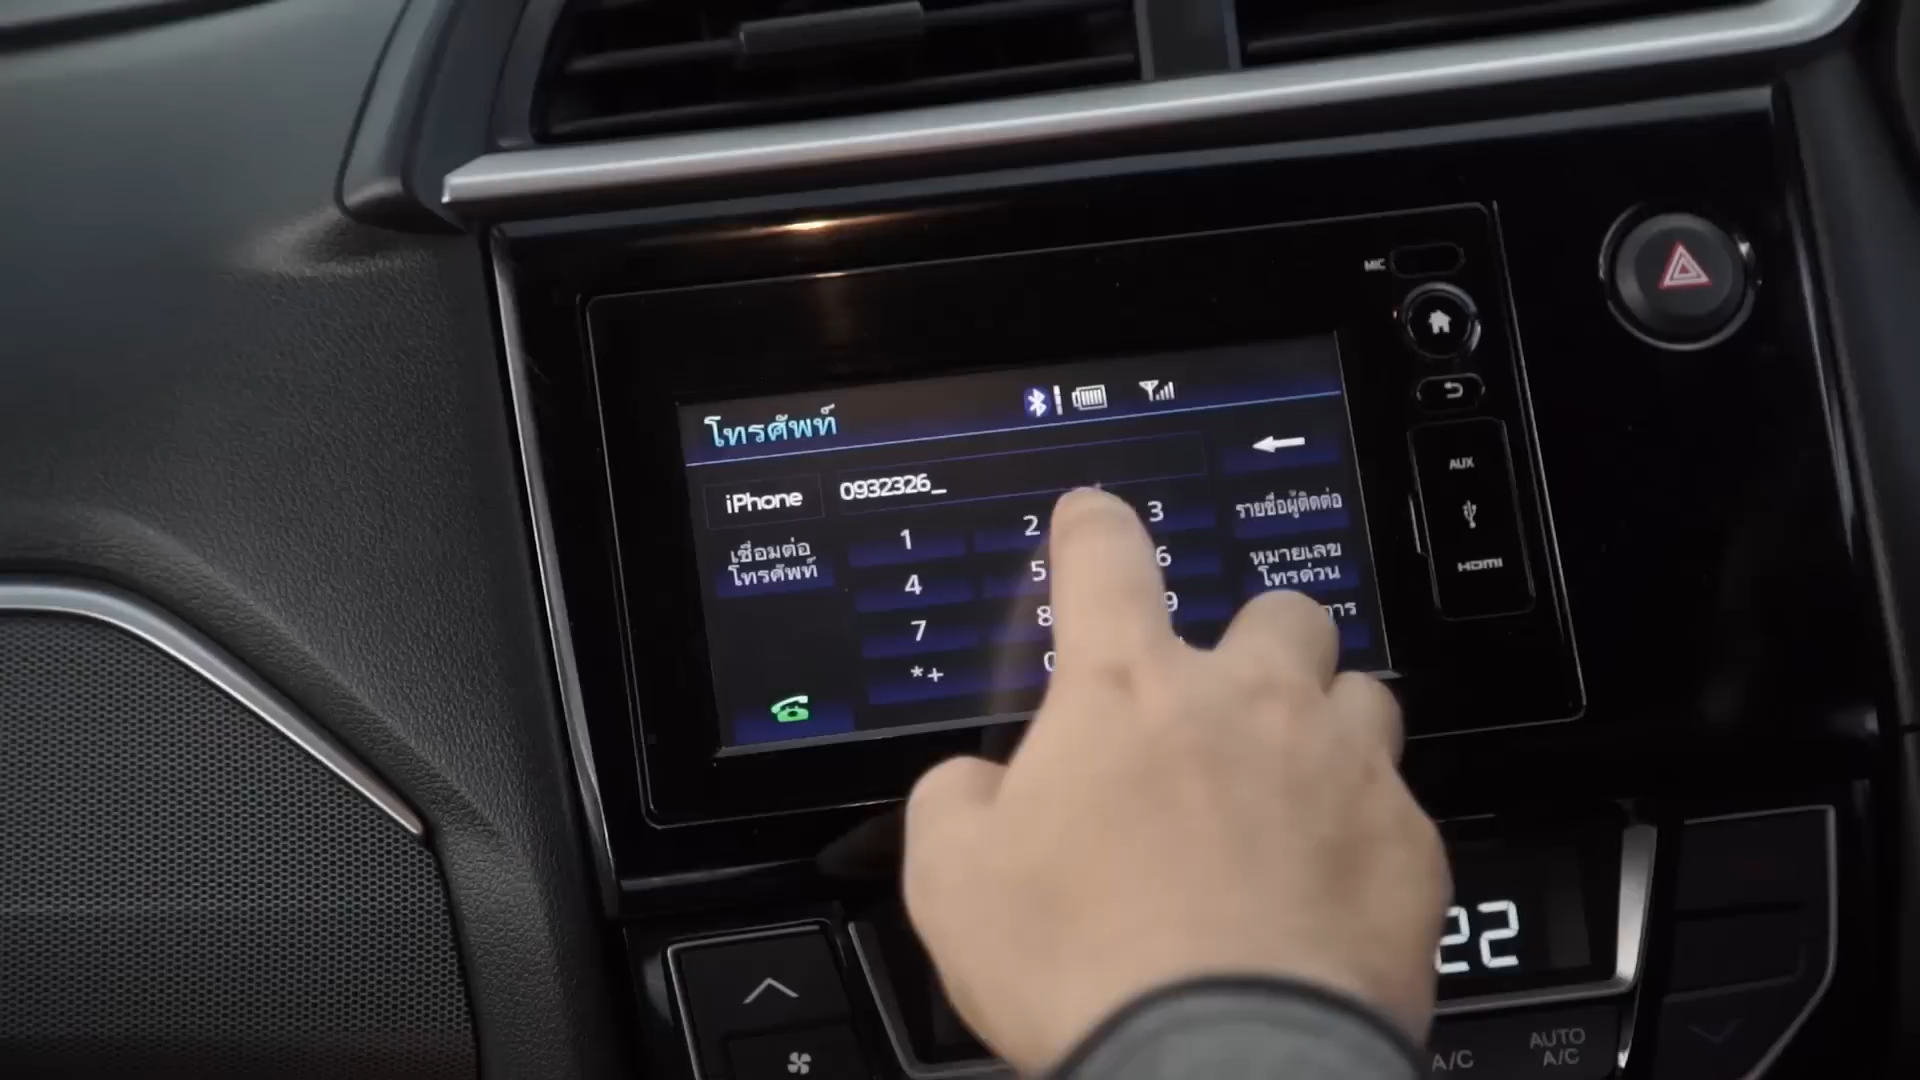 MIC
โทรศัพท์
iPhone
0932326_
1 2 3
รายชื่อผู้ติดต่อ
เชื่อมต่อ
โทรศัพท์
4 5 6
หมายเลข
โทรด่วน
7 8 9
*+ 0
AUX
HDMI
22
A/C
AUTO
A/C